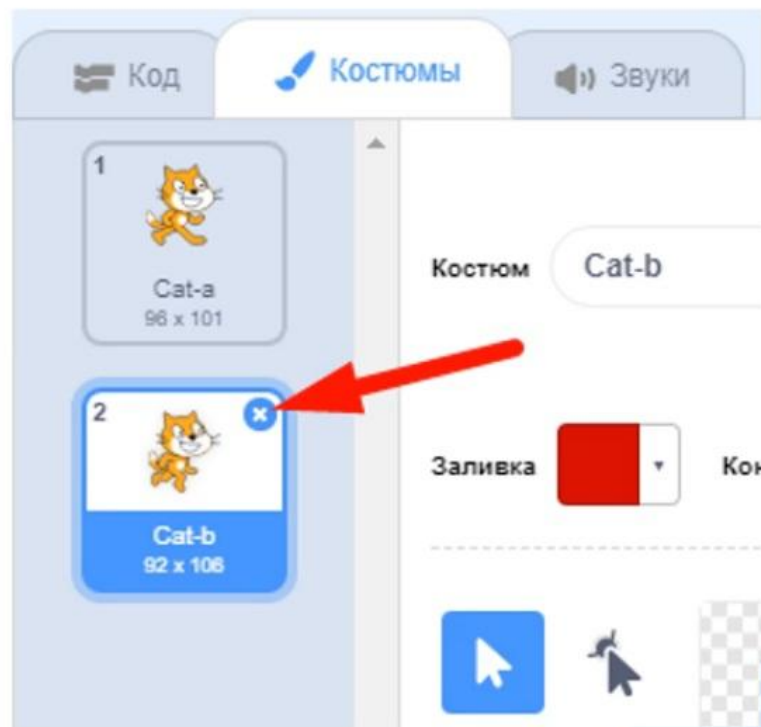 Код Костюмы Звуки
1
Cat-a
96 x 101
Костюм Cat-b
2
Заливка
Cat-b
92 x 106